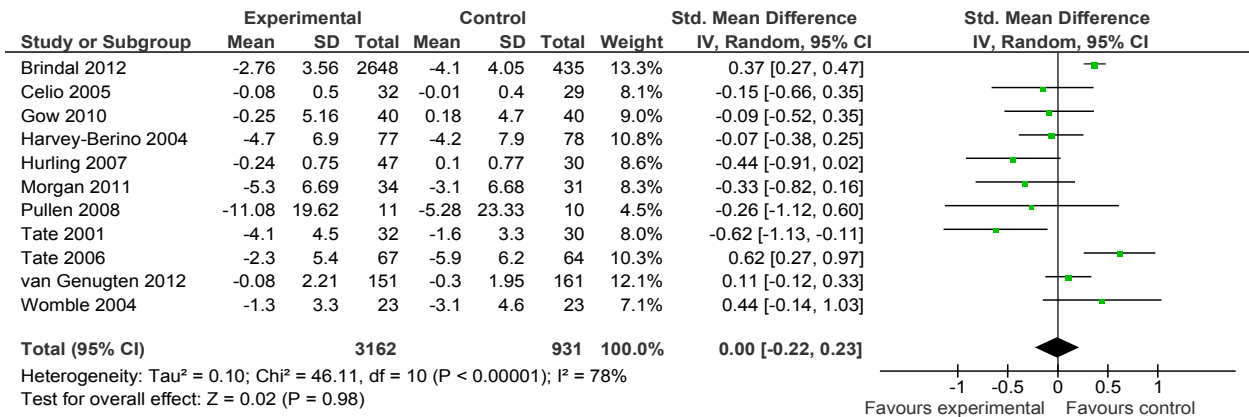 Experimental Control Std. Mean Difference Std. Mean Difference
Study or Subgroup Mean SD Total Mean SD Total Weight IV, Random, 95% CI IV, Random, 95% CI
Brindal 2012 -2.76 3.56 2648 -4.1 4.05 435 13.3% 0.37 [0.27, 0.47]
Celio 2005 -0.08 0.5 32 -0.01 0.4 29 8.1% -0.15 [-0.66, 0.35]
Gow 2010 -0.25 5.16 40 0.18 4.7 40 9.0% -0.09 [-0.52, 0.35]
Harvey-Berino 2004 -4.7 6.9 77 -4.2 7.9 78 10.8% -0.07 [-0.38, 0.25]
Hurling 2007 -0.24 0.75 47 0.1 0.77 30 8.6% -0.44 [-0.91, 0.02]
Morgan 2011 -5.3 6.69 34 -3.1 6.68 31 8.3% -0.33 [-0.82, 0.16]
Pullen 2008 -11.08 19.62 11 -5.28 23.33 10 4.5% -0.26 [-1.12, 0.60]
Tate 2001 -4.1 4.5 32 -1.6 3.3 30 8.0% -0.62 [-1.13, -0.11]
Tate 2006 -2.3 5.4 67 -5.9 6.2 64 10.3% 0.62 [0.27, 0.97]
van Genugten 2012 -0.08 2.21 151 -0.3 1.95 161 12.1% 0.11 [-0.12, 0.33]
Womble 2004 -1.3 3.3 23 -3.1 4.6 23 7.1% 0.44 [-0.14, 1.03]
Total (95% CI) 3162 931 100.0% 0.00 [-0.22, 0.23]
Heterogeneity: Tau² = 0.10; Chi² = 46.11, df = 10 (P < 0.00001); I² = 78%
Test for overall effect: Z = 0.02 (P = 0.98)
-1 -0.5 0 0.5 1
Favours experimental Favours control